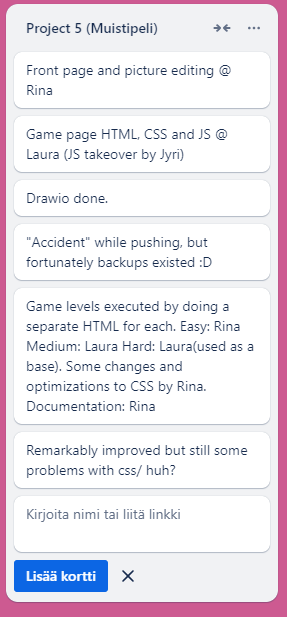 Project 5 (Muistipeli)
Front page and picture editing @
Rina
Game page HTML, CSS and JS @
Laura (JS takeover by Jyri)
Drawio done.
"Accident" while pushing, but
fortunately backups existed :D
Game levels executed by doing a
separate HTML for each. Easy: Rina
Medium: Laura Hard: Laura(used as a
base). Some changes and
optimizations to CSS by Rina.
Documentation: Rina
Remarkably improved but still some
problems with css/ huh?
Kirjoita nimi tai liitä linkki
Lisää kortti